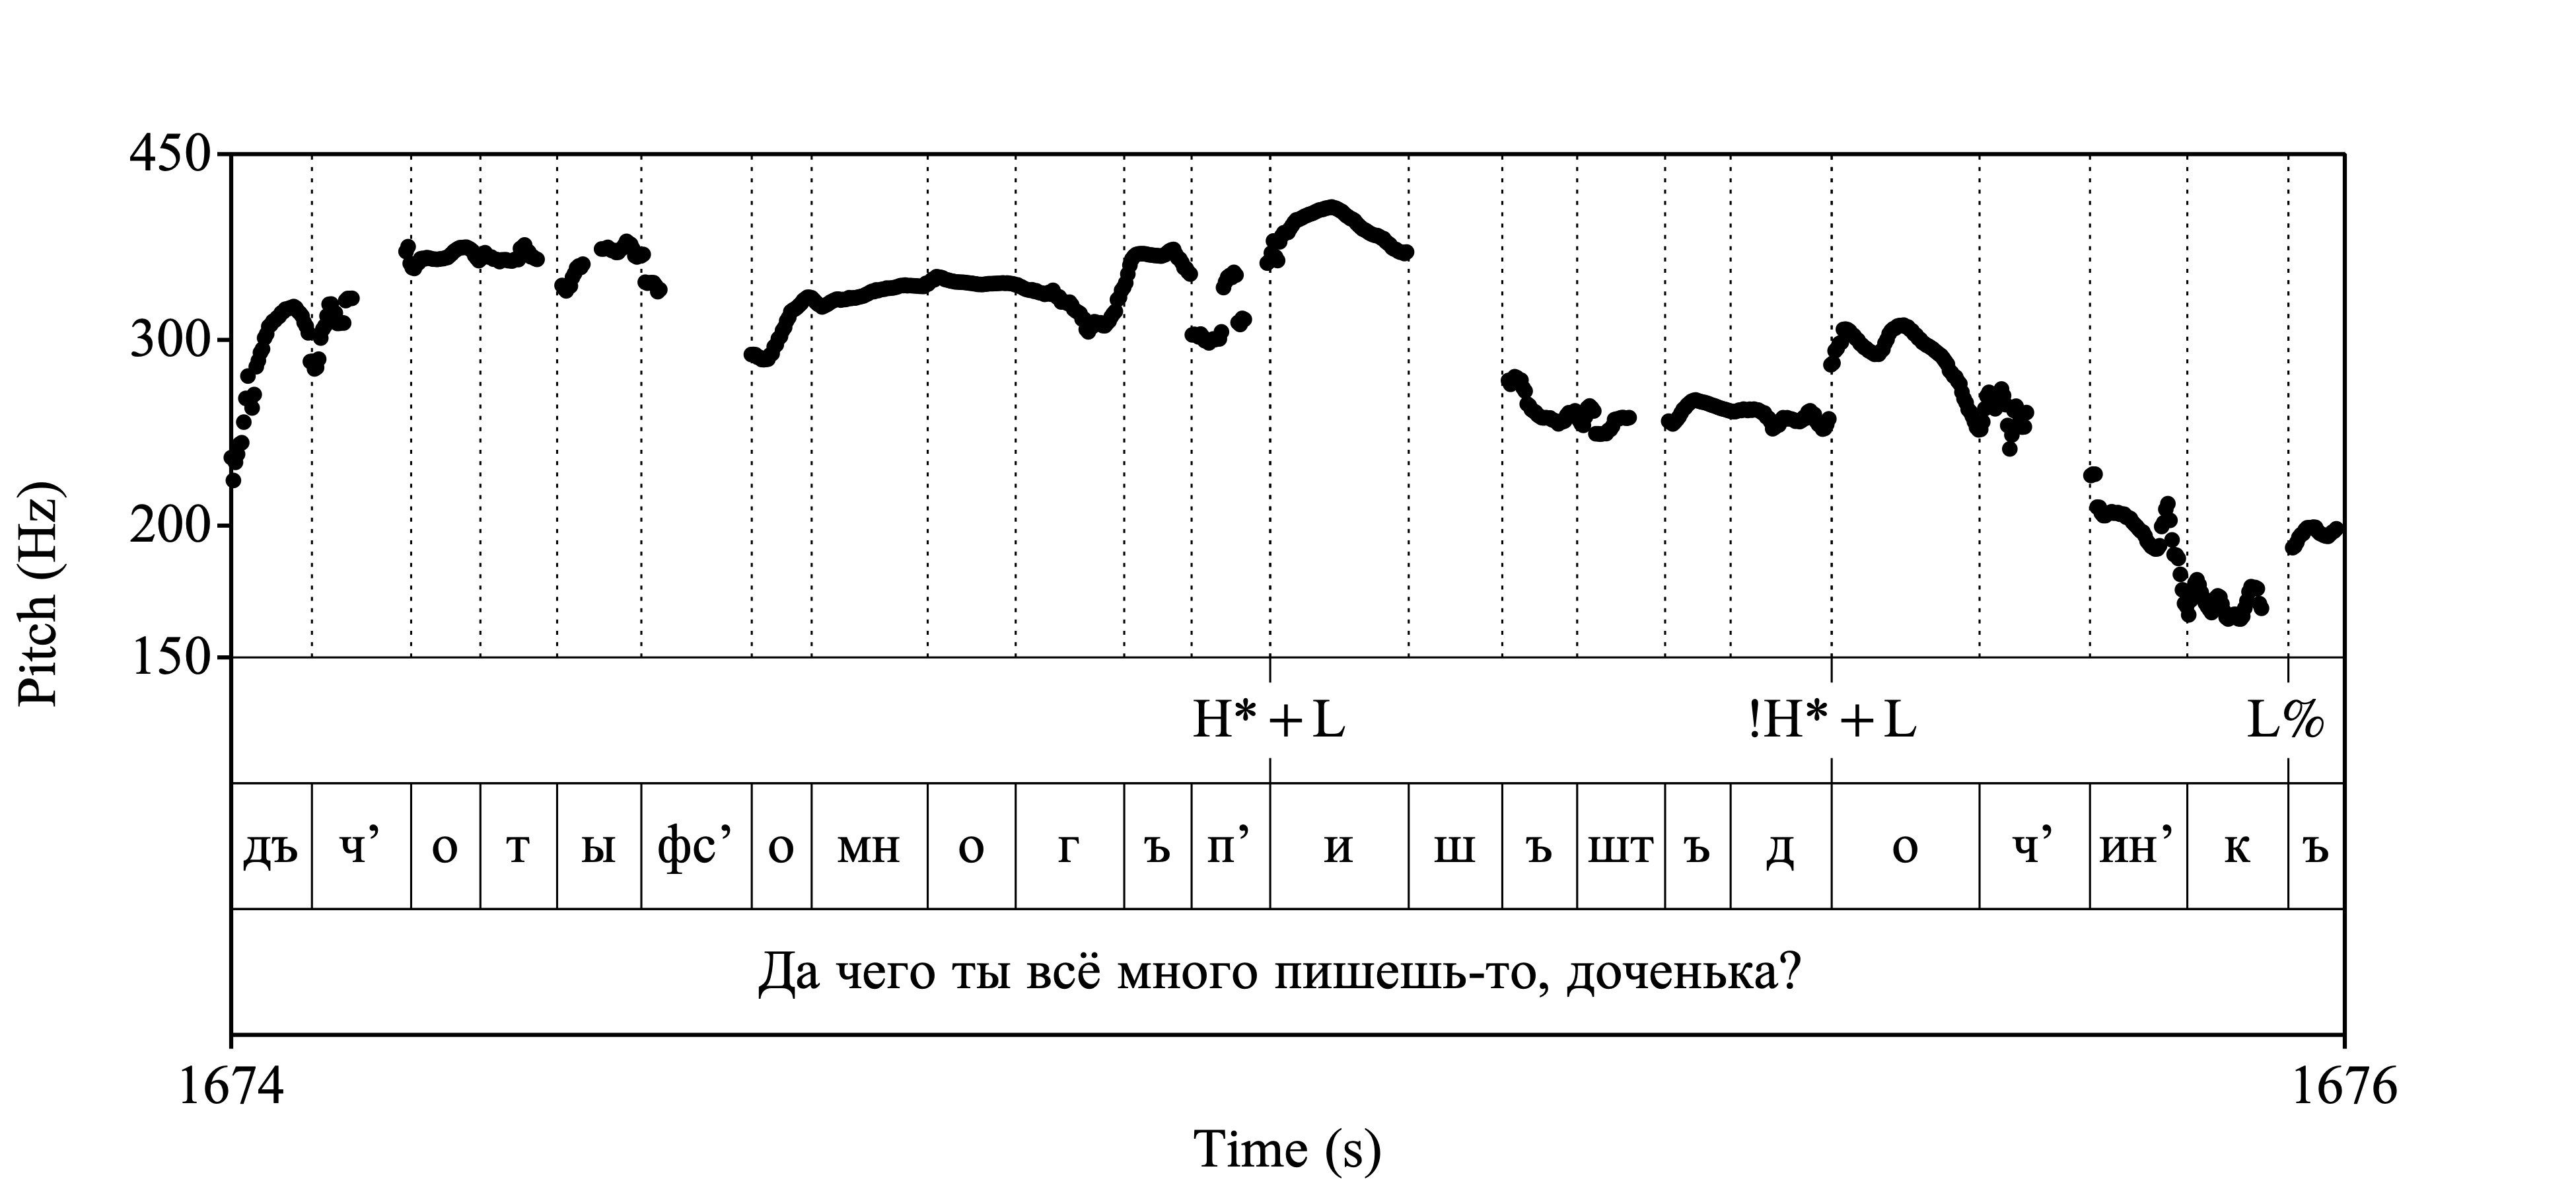 450
300
200
150
Pitch (Hz)
H* + L !H* + L L%
дъ ч’ о т ы фс’ о мн о г ъ п’ и ш ъ шт ъ д о ч’ ин’ к ъ
Да чего ты всё много пишешь-то, доченька?
1674 1676
Time (s)